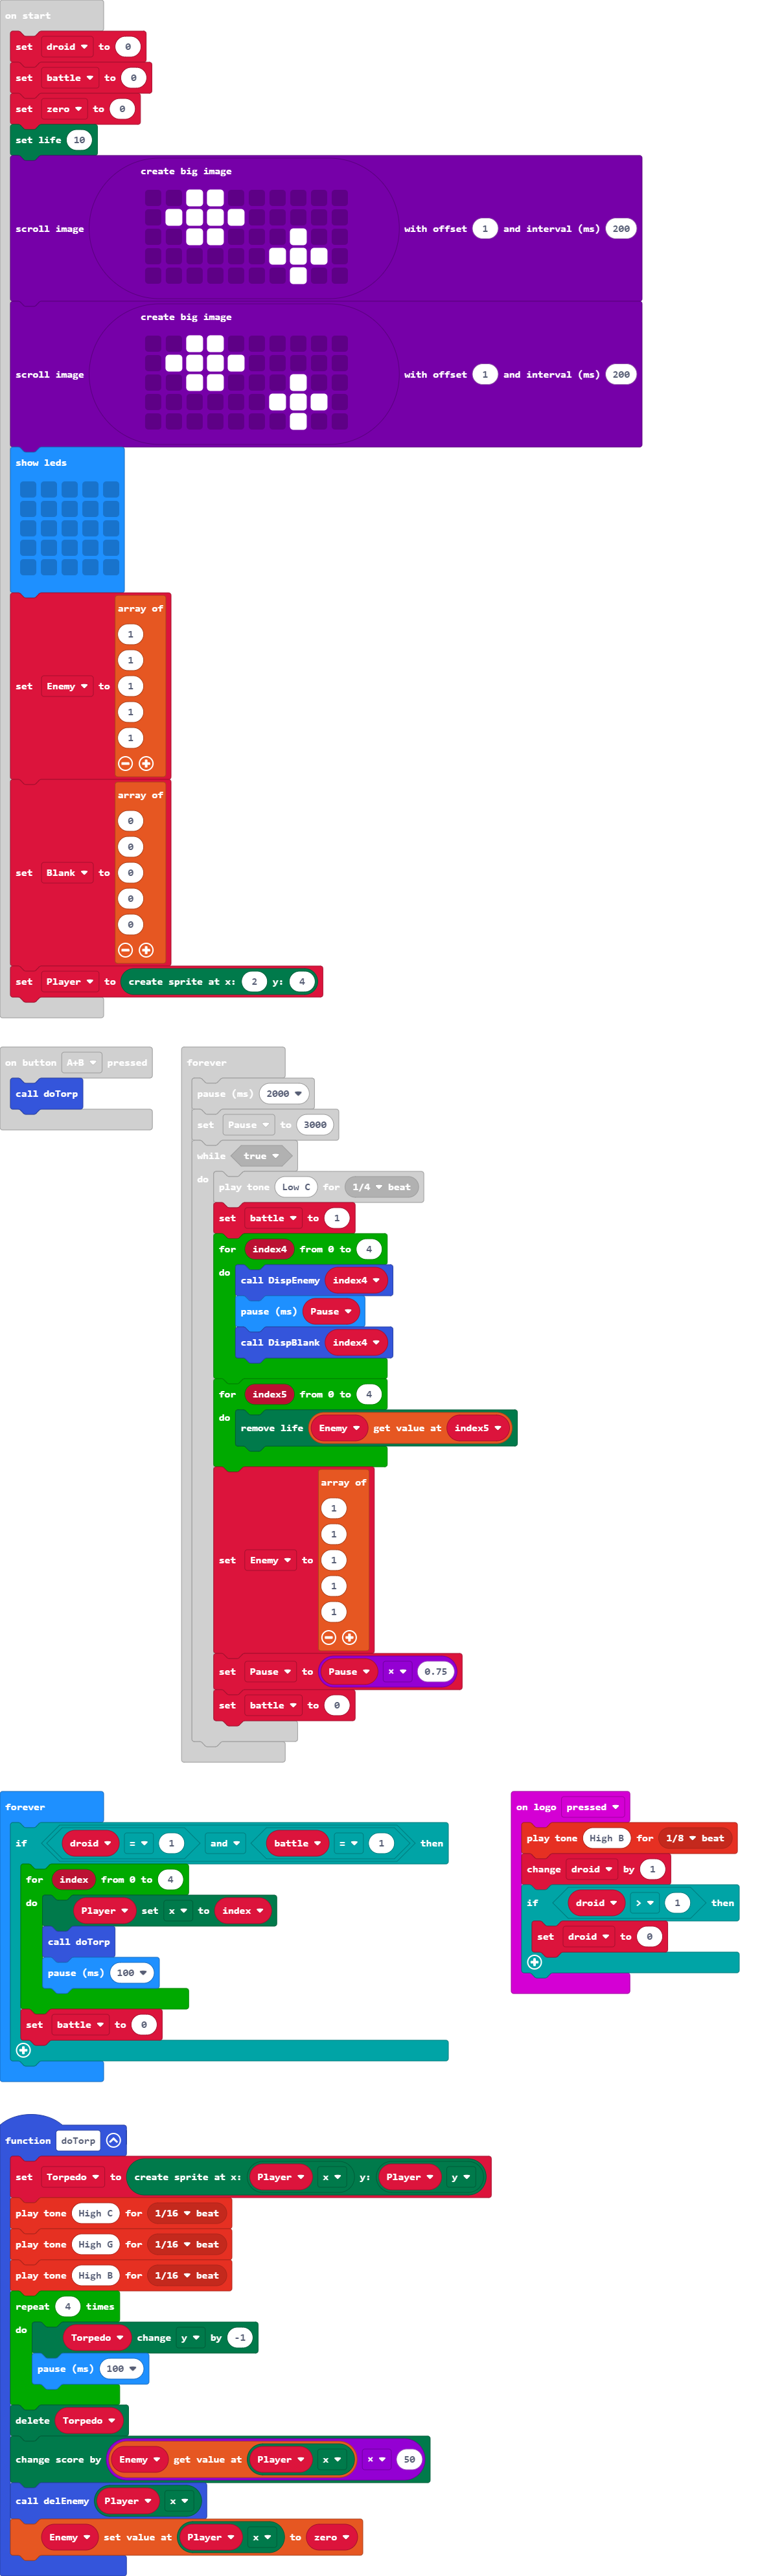 on start
set droid to 0
set battle to 0
set zero to 0
set life 10
create big image
scroll image with offset 1 and interval (ms) 200
create big image
scroll image with offset 1 and interval (ms) 200
show leds
array of
1
1
set Enemy to 1
1
1
array of
0
0
set Blank to 0
0
0
set Player to create sprite at x: 2 y: 4
on button A+B pressed
call doTorp
forever
pause (ms) 2000
set Pause to 3000
while true
do
play tone Low C for 1/4 beat
set battle to 1
for index4 from 0 to 4
do
call DispEnemy index4
pause (ms) Pause
call DispBlank index4
for index5 from 0 to 4
do
remove life Enemy get value at index5
array of
1
1
set Enemy to 1
1
1
set Pause to Pause × 0.75
set battle to 0
forever
if droid = 1 and battle = 1 then
for index from 0 to 4
do
Player set x to index
call doTorp
pause (ms) 100
set battle to 0
on logo pressed
play tone High B for 1/8 beat
change droid by 1
if droid > 1 then
set droid to 0
function doTorp
set Torpedo to create sprite at x: Player x y: Player y
play tone High C for 1/16 beat
play tone High G for 1/16 beat
play tone High B for 1/16 beat
repeat 4 times
do
Torpedo change y by -1
pause (ms) 100
delete Torpedo
change score by Enemy get value at Player x × 50
call delEnemy Player x
Enemy set value at Player x to zero